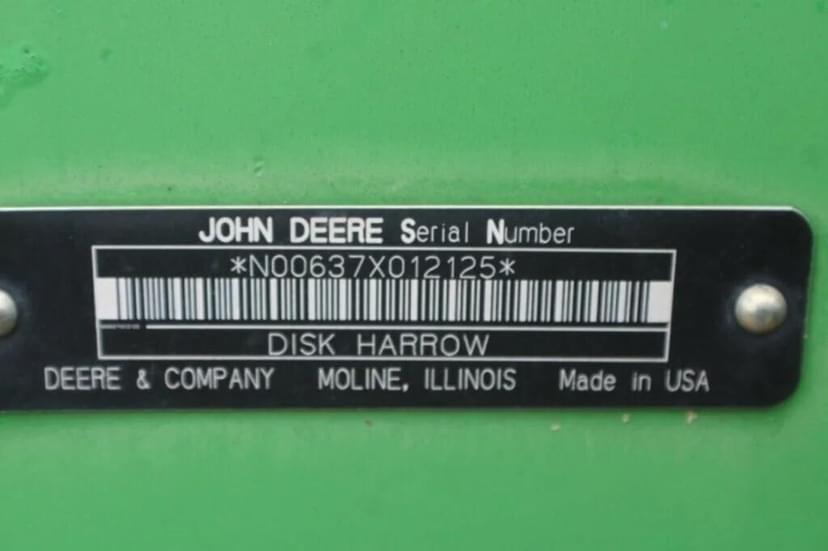 JOHN DEERE Serial Number
*N00637X012125*
DISK HARROW
DEERE & COMPANY MOLINE, ILLINOIS Made in USA